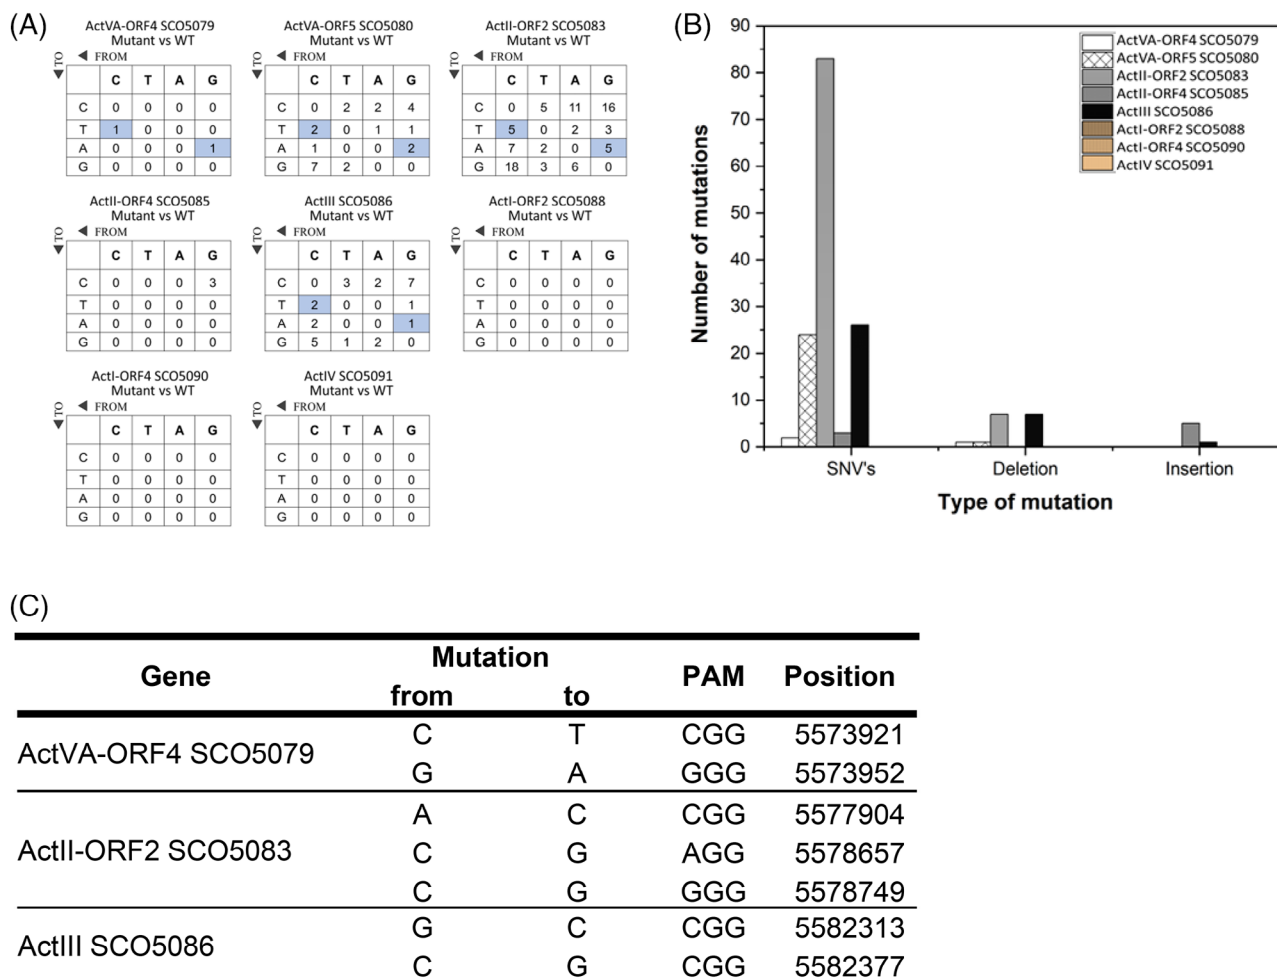 (A)
ActVA-ORF4 SCO5079
Mutant vs WT
TO FROM
C T A G
C 0 0 0 0
T 1 0 0 0
A 0 0 0 1
G 0 0 0 0
ActVA-ORF5 SCO5080
Mutant vs WT
TO FROM
C T A G
C 0 2 2 4
T 2 0 1 1
A 1 0 0 2
G 7 2 0 0
ActII-ORF2 SCO5083
Mutant vs WT
TO FROM
C T A G
C 0 5 11 16
T 5 0 2 3
A 7 2 0 5
G 18 3 6 0
ActII-ORF4 SCO5085
Mutant vs WT
TO FROM
C T A G
C 0 0 0 3
T 0 0 0 0
A 0 0 0 0
G 0 0 0 0
ActIII SCO5086
Mutant vs WT
TO FROM
C T A G
C 0 3 2 7
T 2 0 0 1
A 2 0 0 1
G 5 1 2 0
ActI-ORF2 SCO5088
Mutant vs WT
TO FROM
C T A G
C 0 0 0 0
T 0 0 0 0
A 0 0 0 0
G 0 0 0 0
ActI-ORF4 SCO5090
Mutant vs WT
TO FROM
C T A G
C 0 0 0 0
T 0 0 0 0
A 0 0 0 0
G 0 0 0 0
ActIV SCO5091
Mutant vs WT
TO FROM
C T A G
C 0 0 0 0
T 0 0 0 0
A 0 0 0 0
G 0 0 0 0
(B)
Number of mutations
90
80
70
60
50
40
30
20
10
0
ActVA-ORF4 SCO5079
ActVA-ORF5 SCO5080
ActII-ORF2 SCO5083
ActII-ORF4 SCO5085
ActIII SCO5086
ActI-ORF2 SCO5088
ActI-ORF4 SCO5090
ActIV SCO5091
SNV's Deletion Insertion
Type of mutation
(C)
Gene Mutation PAM Position
from to
ActVA-ORF4 SCO5079
C T CGG 5573921
G A GGG 5573952
ActII-ORF2 SCO5083
A C CGG 5577904
C G AGG 5578657
C G GGG 5578749
ActIII SCO5086
G C CGG 5582313
C G CGG 5582377